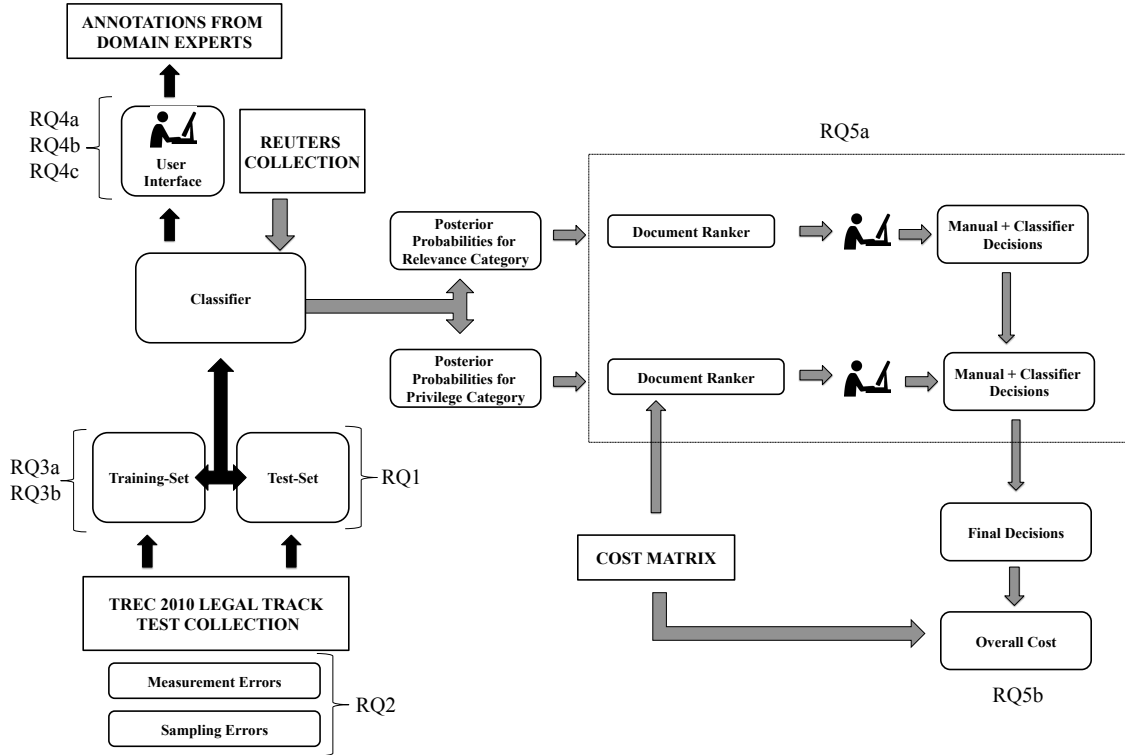 ANNOTATIONS FROM
DOMAIN EXPERTS
RQ4a
RQ4b
RQ4c
User
Interface
REUTERS
COLLECTION
Classifier
Posterior
Probabilities for
Relevance Category
Posterior
Probabilities for
Privilege Category
RQ5a
Document Ranker
Manual + Classifier
Decisions
Document Ranker
Manual + Classifier
Decisions
RQ3a
RQ3b
Training-Set
Test-Set
RQ1
TREC 2010 LEGAL TRACK
TEST COLLECTION
Measurement Errors
Sampling Errors
RQ2
COST MATRIX
Final Decisions
Overall Cost
RQ5b